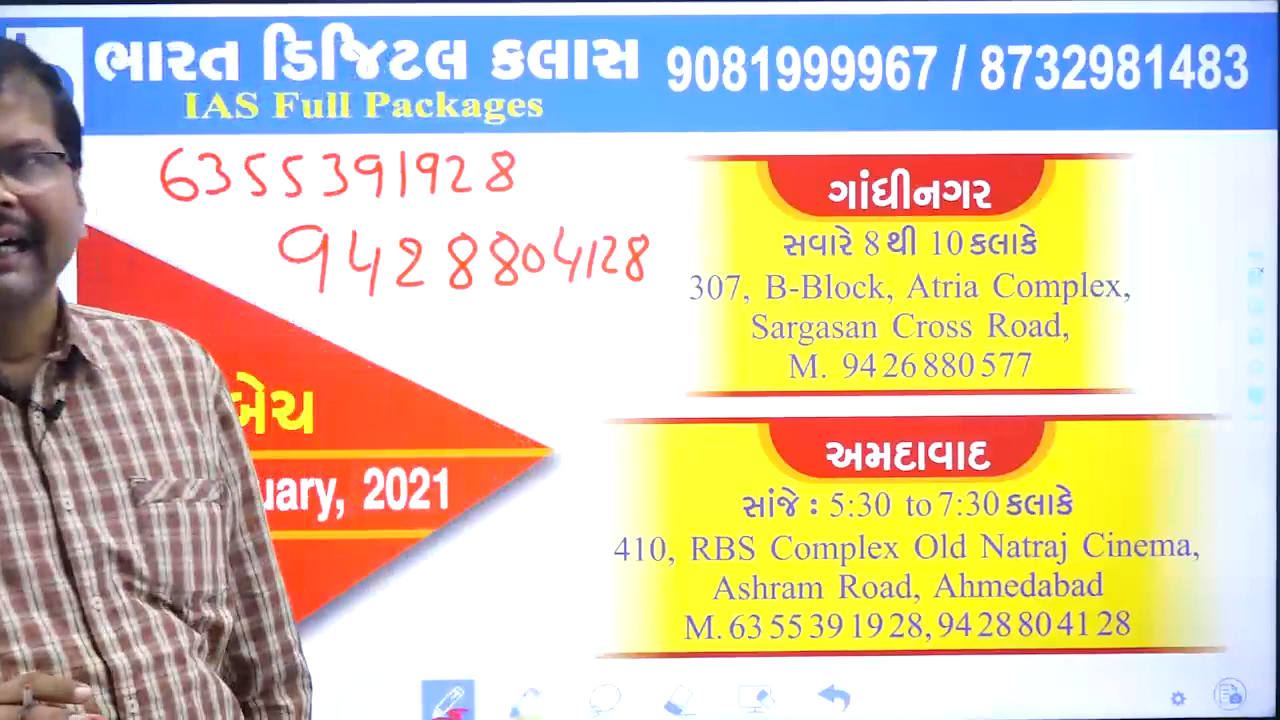 ભારત ડિજિટલ કલાસ
IAS Full Packages
9081999967 / 8732981483
6355391928
9428804128
બેચ
uary, 2021
ગાંધીનગર
સવારે 8 થી 10 કલાકે
307, B-Block, Atria Complex,
Sargasan Cross Road,
M. 9426880577
અમદાવાદ
સાંજે : 5:30 to 7:30 કલાકે
410, RBS Complex Old Natraj Cinema,
Ashram Road, Ahmedabad
M. 6355391928, 9428804128